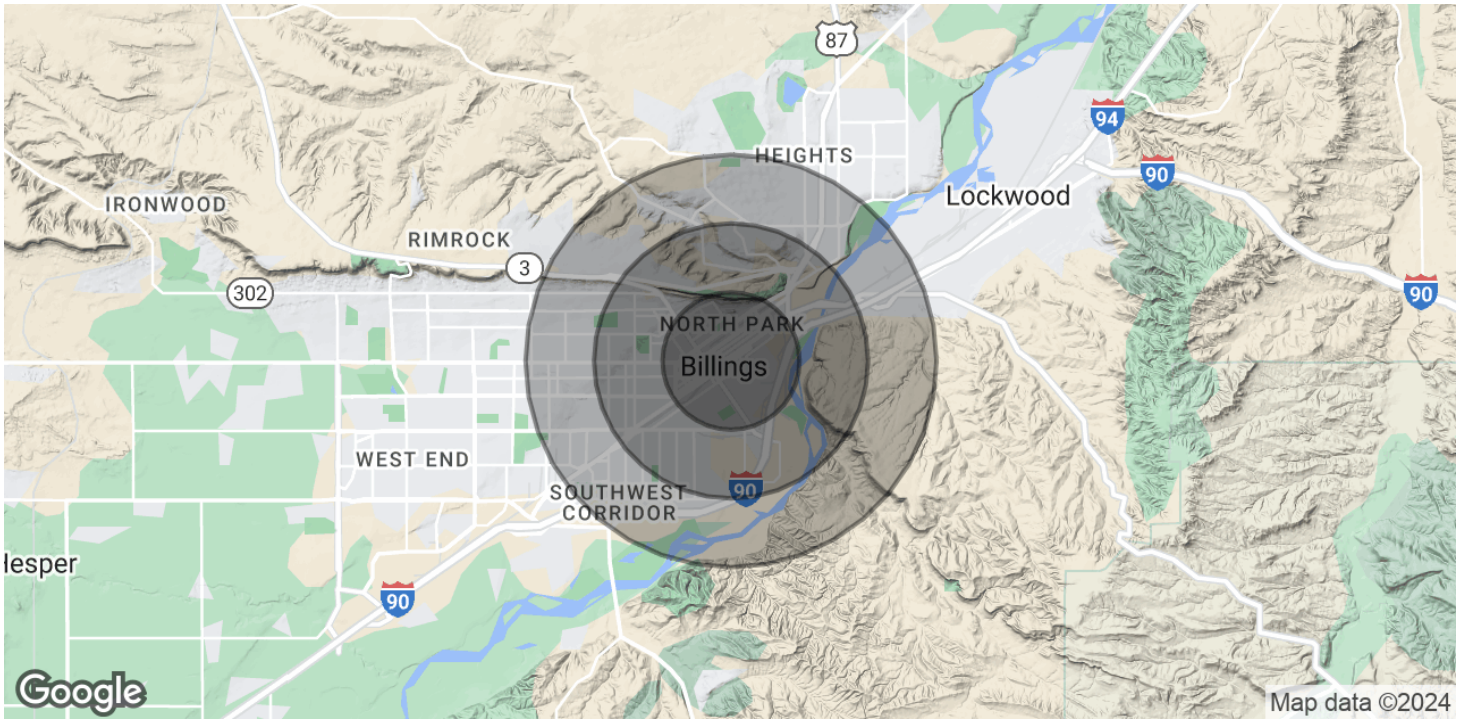 87
HEIGHTS
94
90
Lockwood
IRONWOOD
RIMROCK
3
302
90
NORTH PARK
Billings
WEST END
90
SOUTHWEST
CORRIDOR
Hesper
90
Google
Map data ©2024